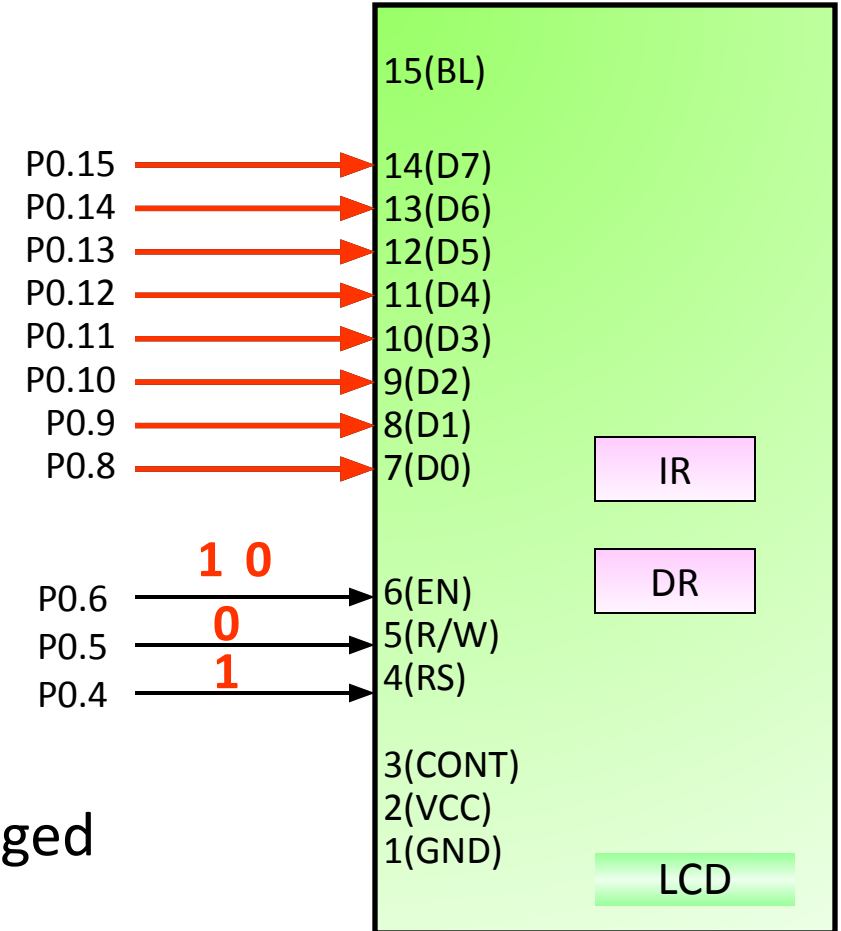 15(BL)
P0.15 14(D7)
P0.14 13(D6)
P0.13 12(D5)
P0.12 11(D4)
P0.11 10(D3)
P0.10 9(D2)
P0.9 8(D1)
P0.8 7(D0)
IR
1 0
DR
P0.6 6(EN)
0
P0.5 5(R/W)
1
P0.4 4(RS)
3(CONT)
2(VCC)
ged
1(GND)
LCD